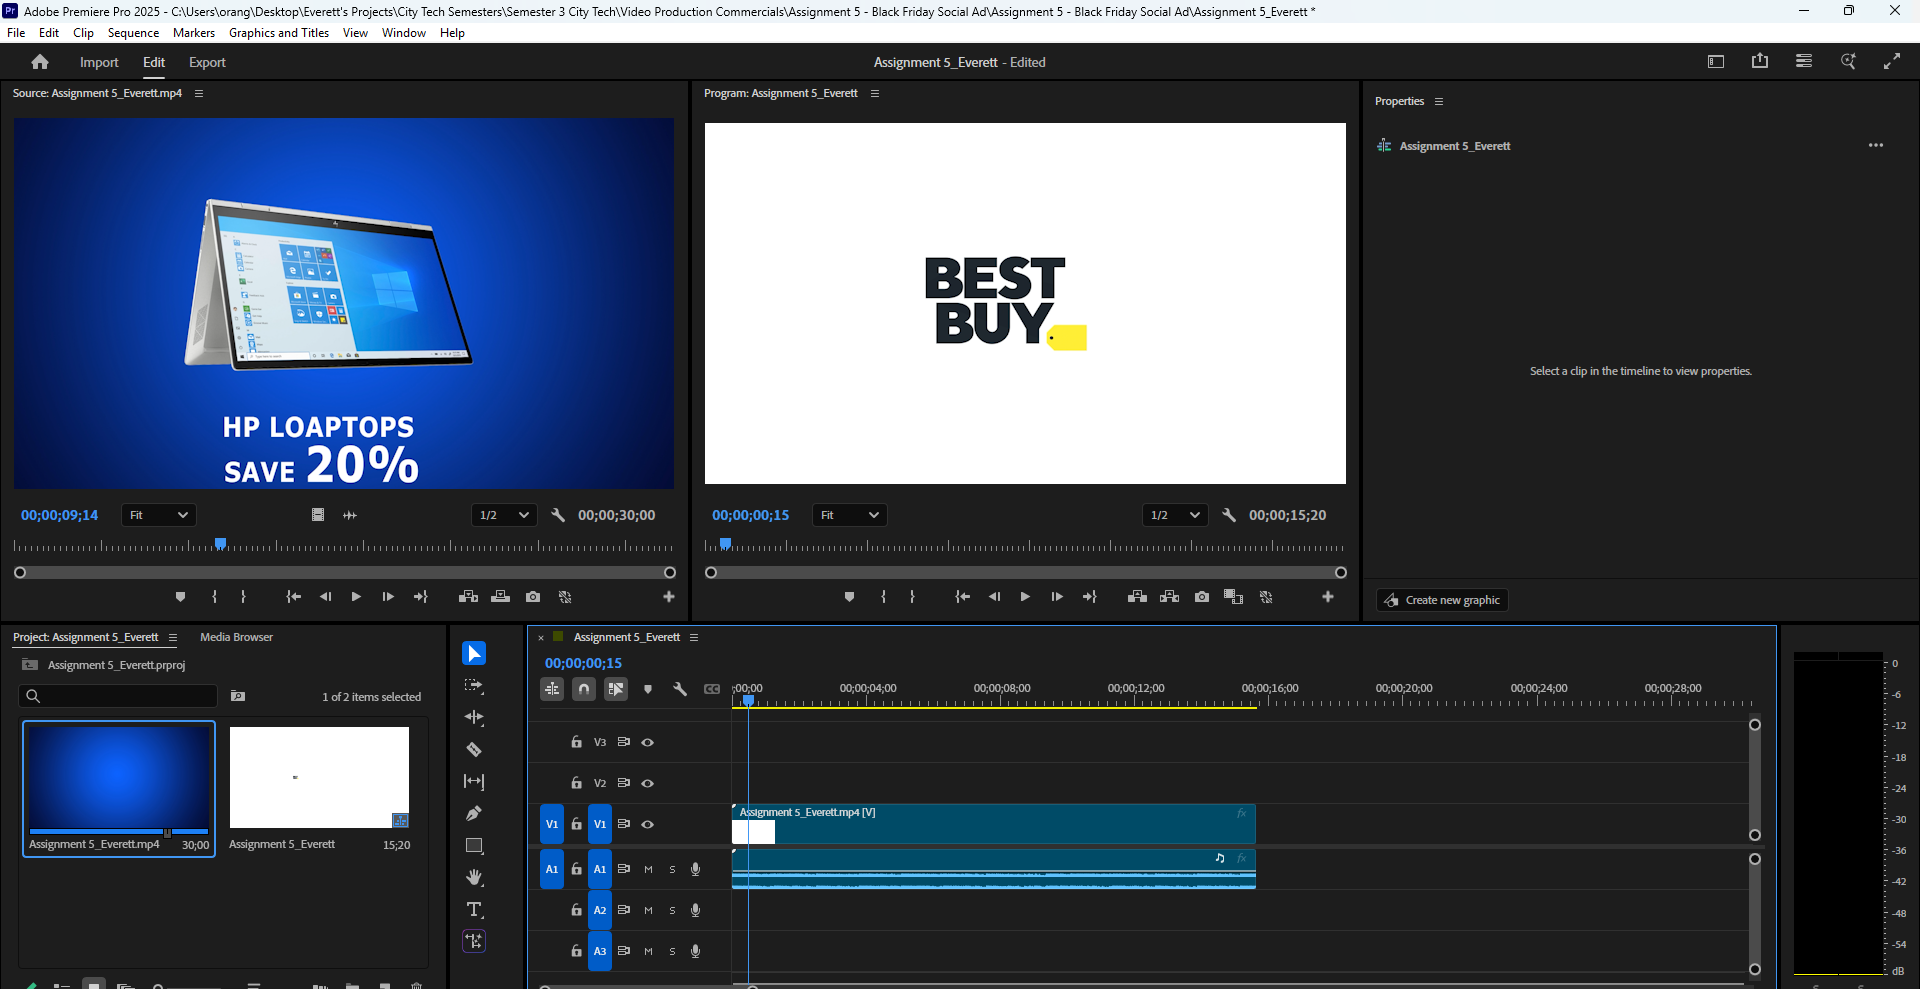 Pr Adobe Premiere Pro 2025 - C:\Users\orang\Desktop\Everett's Projects\City Tech Semesters\Semester 3 City Tech\Video Production Commercials\Assignment 5 - Black Friday Social Ad\Assignment 5 - Black Friday Social Ad\Assignment 5_Everett *
File Edit Clip Sequence Markers Graphics and Titles View Window Help
Import Edit Export
Assignment 5_Everett - Edited
Source: Assignment 5_Everett.mp4
Program: Assignment 5_Everett
Properties
Assignment 5_Everett
BEST
BUY
HP LOAPTOPS
SAVE 20%
Select a clip in the timeline to view properties.
00;00;09;14 Fit 1/2 00;00;30;00
00;00;00;15 Fit 1/2 00;00;15;20
Create new graphic
Project: Assignment 5_Everett Media Browser
Assignment 5_Everett.prproj
1 of 2 items selected
Assignment 5_Everett.mp4 30;00
Assignment 5_Everett 15;20
× Assignment 5_Everett
00;00;00;15
;00;00 00;00;04;00 00;00;08;00 00;00;12;00 00;00;16;00 00;00;20;00 00;00;24;00 00;00;28;00
V3
V2
V1 V1
Assignment 5_Everett.mp4 [V] fx
A1 A1 M S
fx
A2 M S
A3 M S
0
-6
-12
-18
-24
-30
-36
-42
-48
-54
dB